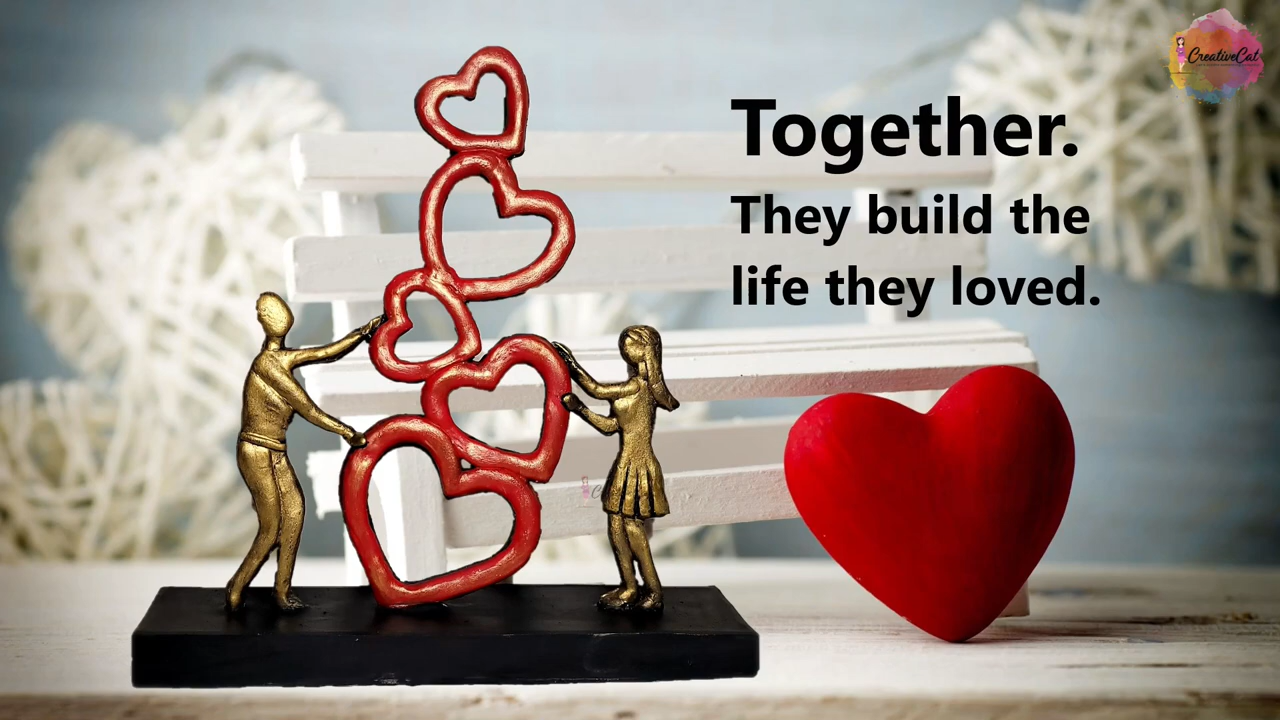 CreativeCat
Together.
They build the
life they loved.